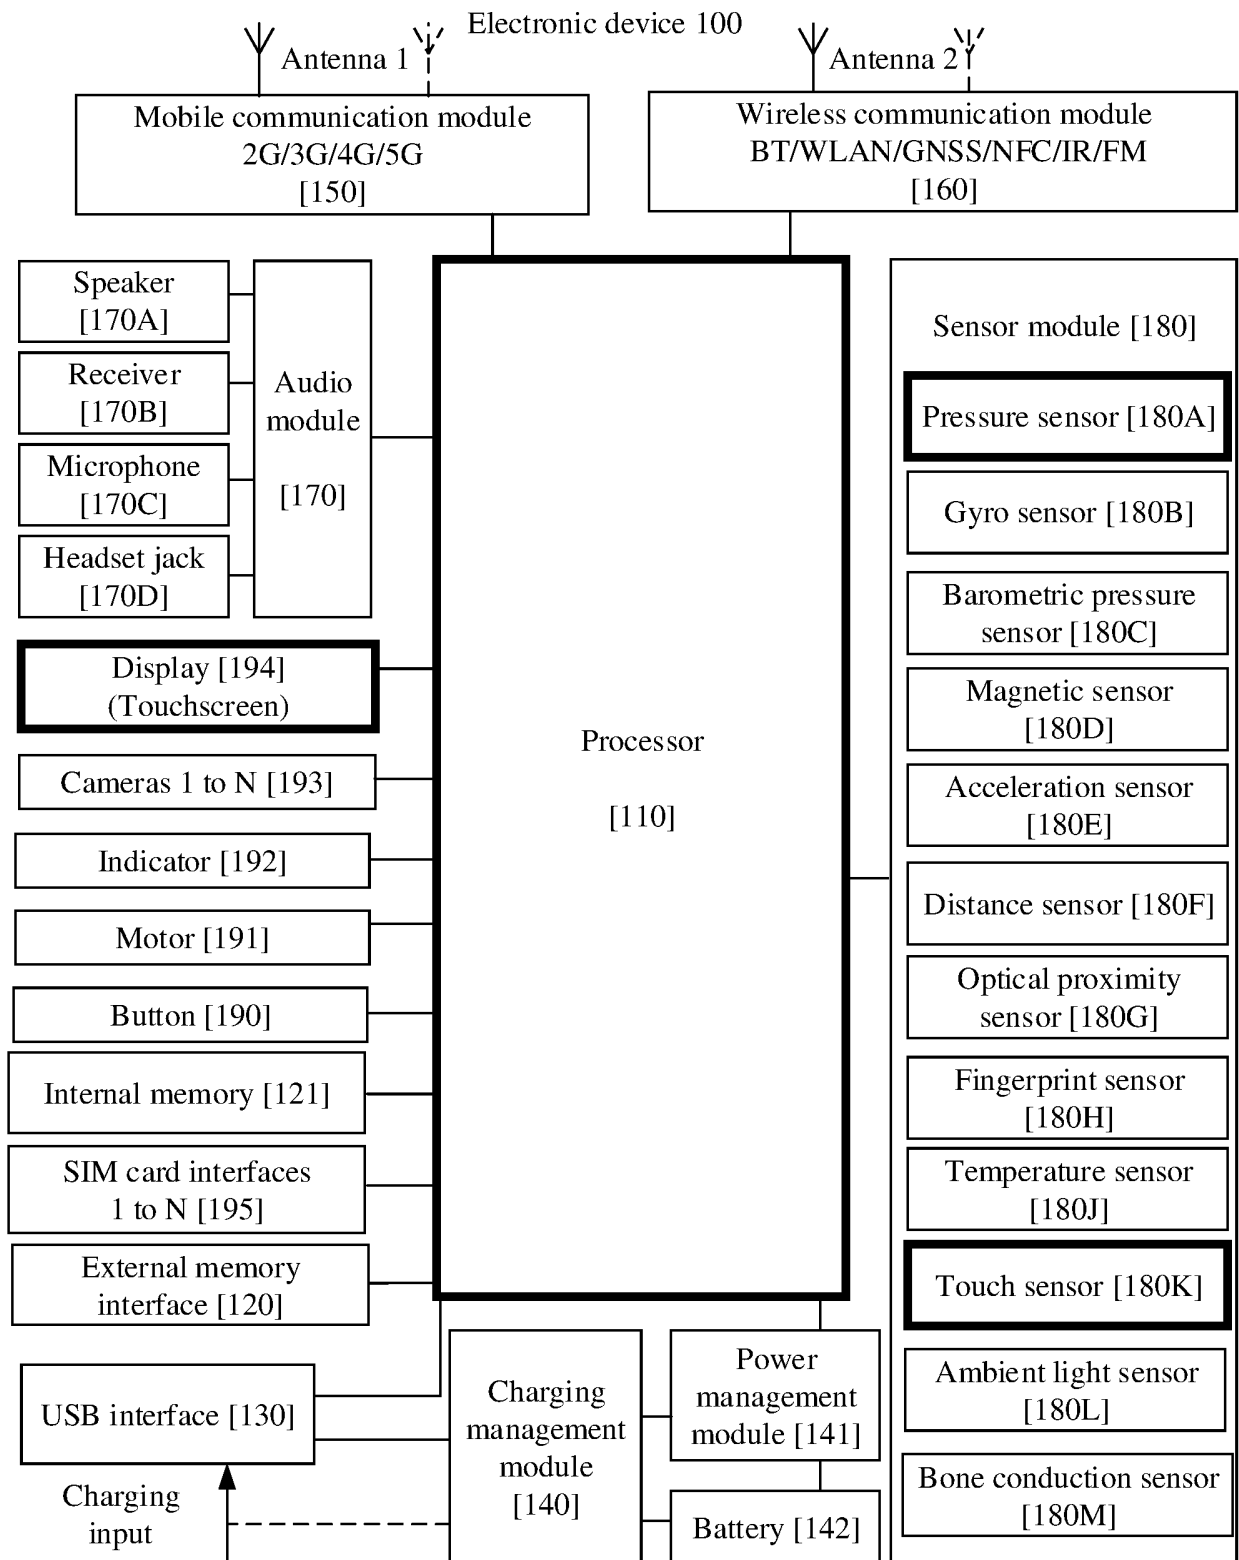 Electronic device 100
Antenna 1
Antenna 2
Mobile communication module
2G/3G/4G/5G
[150]
Wireless communication module
BT/WLAN/GNSS/NFC/IR/FM
[160]
Speaker
[170A]
Receiver
[170B]
Microphone
[170C]
Headset jack
[170D]
Audio
module
[170]
Display [194]
(Touchscreen)
Cameras 1 to N [193]
Indicator [192]
Motor [191]
Button [190]
Internal memory [121]
SIM card interfaces
1 to N [195]
External memory
interface [120]
USB interface [130]
Charging
input
Processor
[110]
Charging
management
module
[140]
Power
management
module [141]
Battery [142]
Sensor module [180]
Pressure sensor [180A]
Gyro sensor [180B]
Barometric pressure
sensor [180C]
Magnetic sensor
[180D]
Acceleration sensor
[180E]
Distance sensor [180F]
Optical proximity
sensor [180G]
Fingerprint sensor
[180H]
Temperature sensor
[180J]
Touch sensor [180K]
Ambient light sensor
[180L]
Bone conduction sensor
[180M]